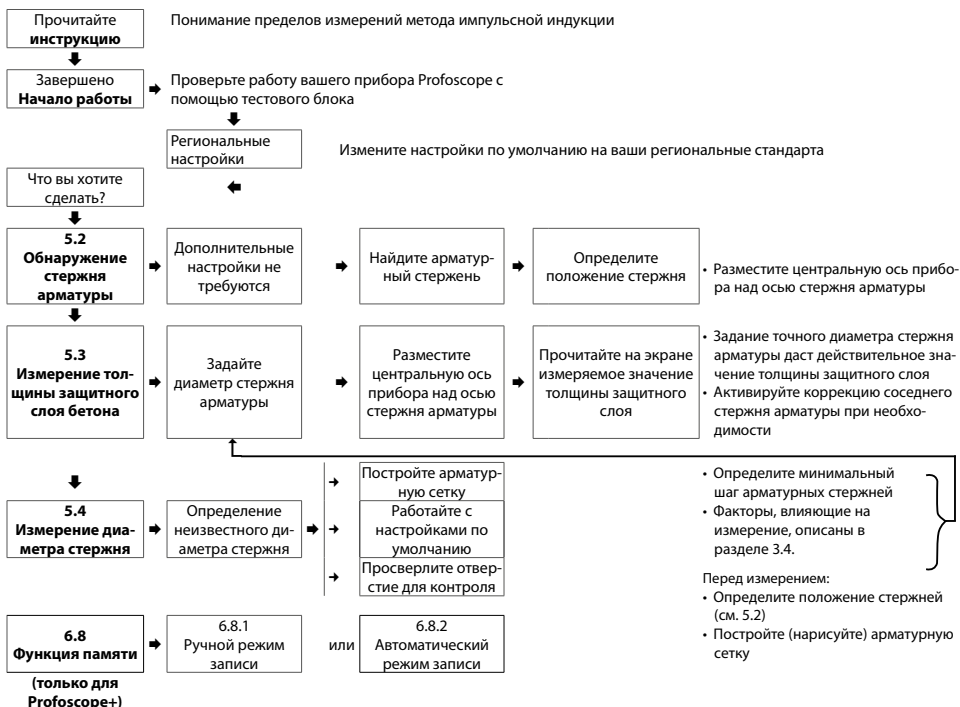 Прочитайте
инструкцию
Понимание пределов измерений метода импульсной индукции
Завершено
Начало работы
Проверьте работу вашего прибора Profoscope с
помощью тестового блока
Региональные
настройки
Измените настройки по умолчанию на ваши региональные стандарта
Что вы хотите
сделать?
5.2
Обнаружение
стержня
арматуры
Дополнительные
настройки не
требуются
Найдите арматур-
ный стержень
Определите
положение стержня
• Разместите центральную ось прибо-
ра над осью стержня арматуры
5.3
Измерение тол-
щины защитного
слоя бетона
Задайте
диаметр стержня
арматуры
Разместите
центральную ось
прибора над осью
стержня арматуры
Прочитайте на экране
измеряемое значение
толщины защитного
слоя
• Задание точного диаметра стержня
арматуры даст действительное зна-
чение толщины защитного слоя
• Активируйте коррекцию соседнего
стержня арматуры при необхо-
димости
5.4
Измерение диа-
метра стержня
Определение
неизвестного ди-
аметра стержня
Постройте арматур-
ную сетку
Работайте с
настройками по
умолчанию
Просверлите отвер-
стие для контроля
• Определите минимальный
шаг арматурных стержней
• Факторы, влияющие на
измерение, описаны в
разделе 3.4.
Перед измерением:
• Определите положение стержней
(см. 5.2)
• Постройте (нарисуйте) арматурную
сетку
6.8
Функция памяти
(только для
Profoscope+)
6.8.1
Ручной режим
записи
или
6.8.2
Автоматический
режим записи